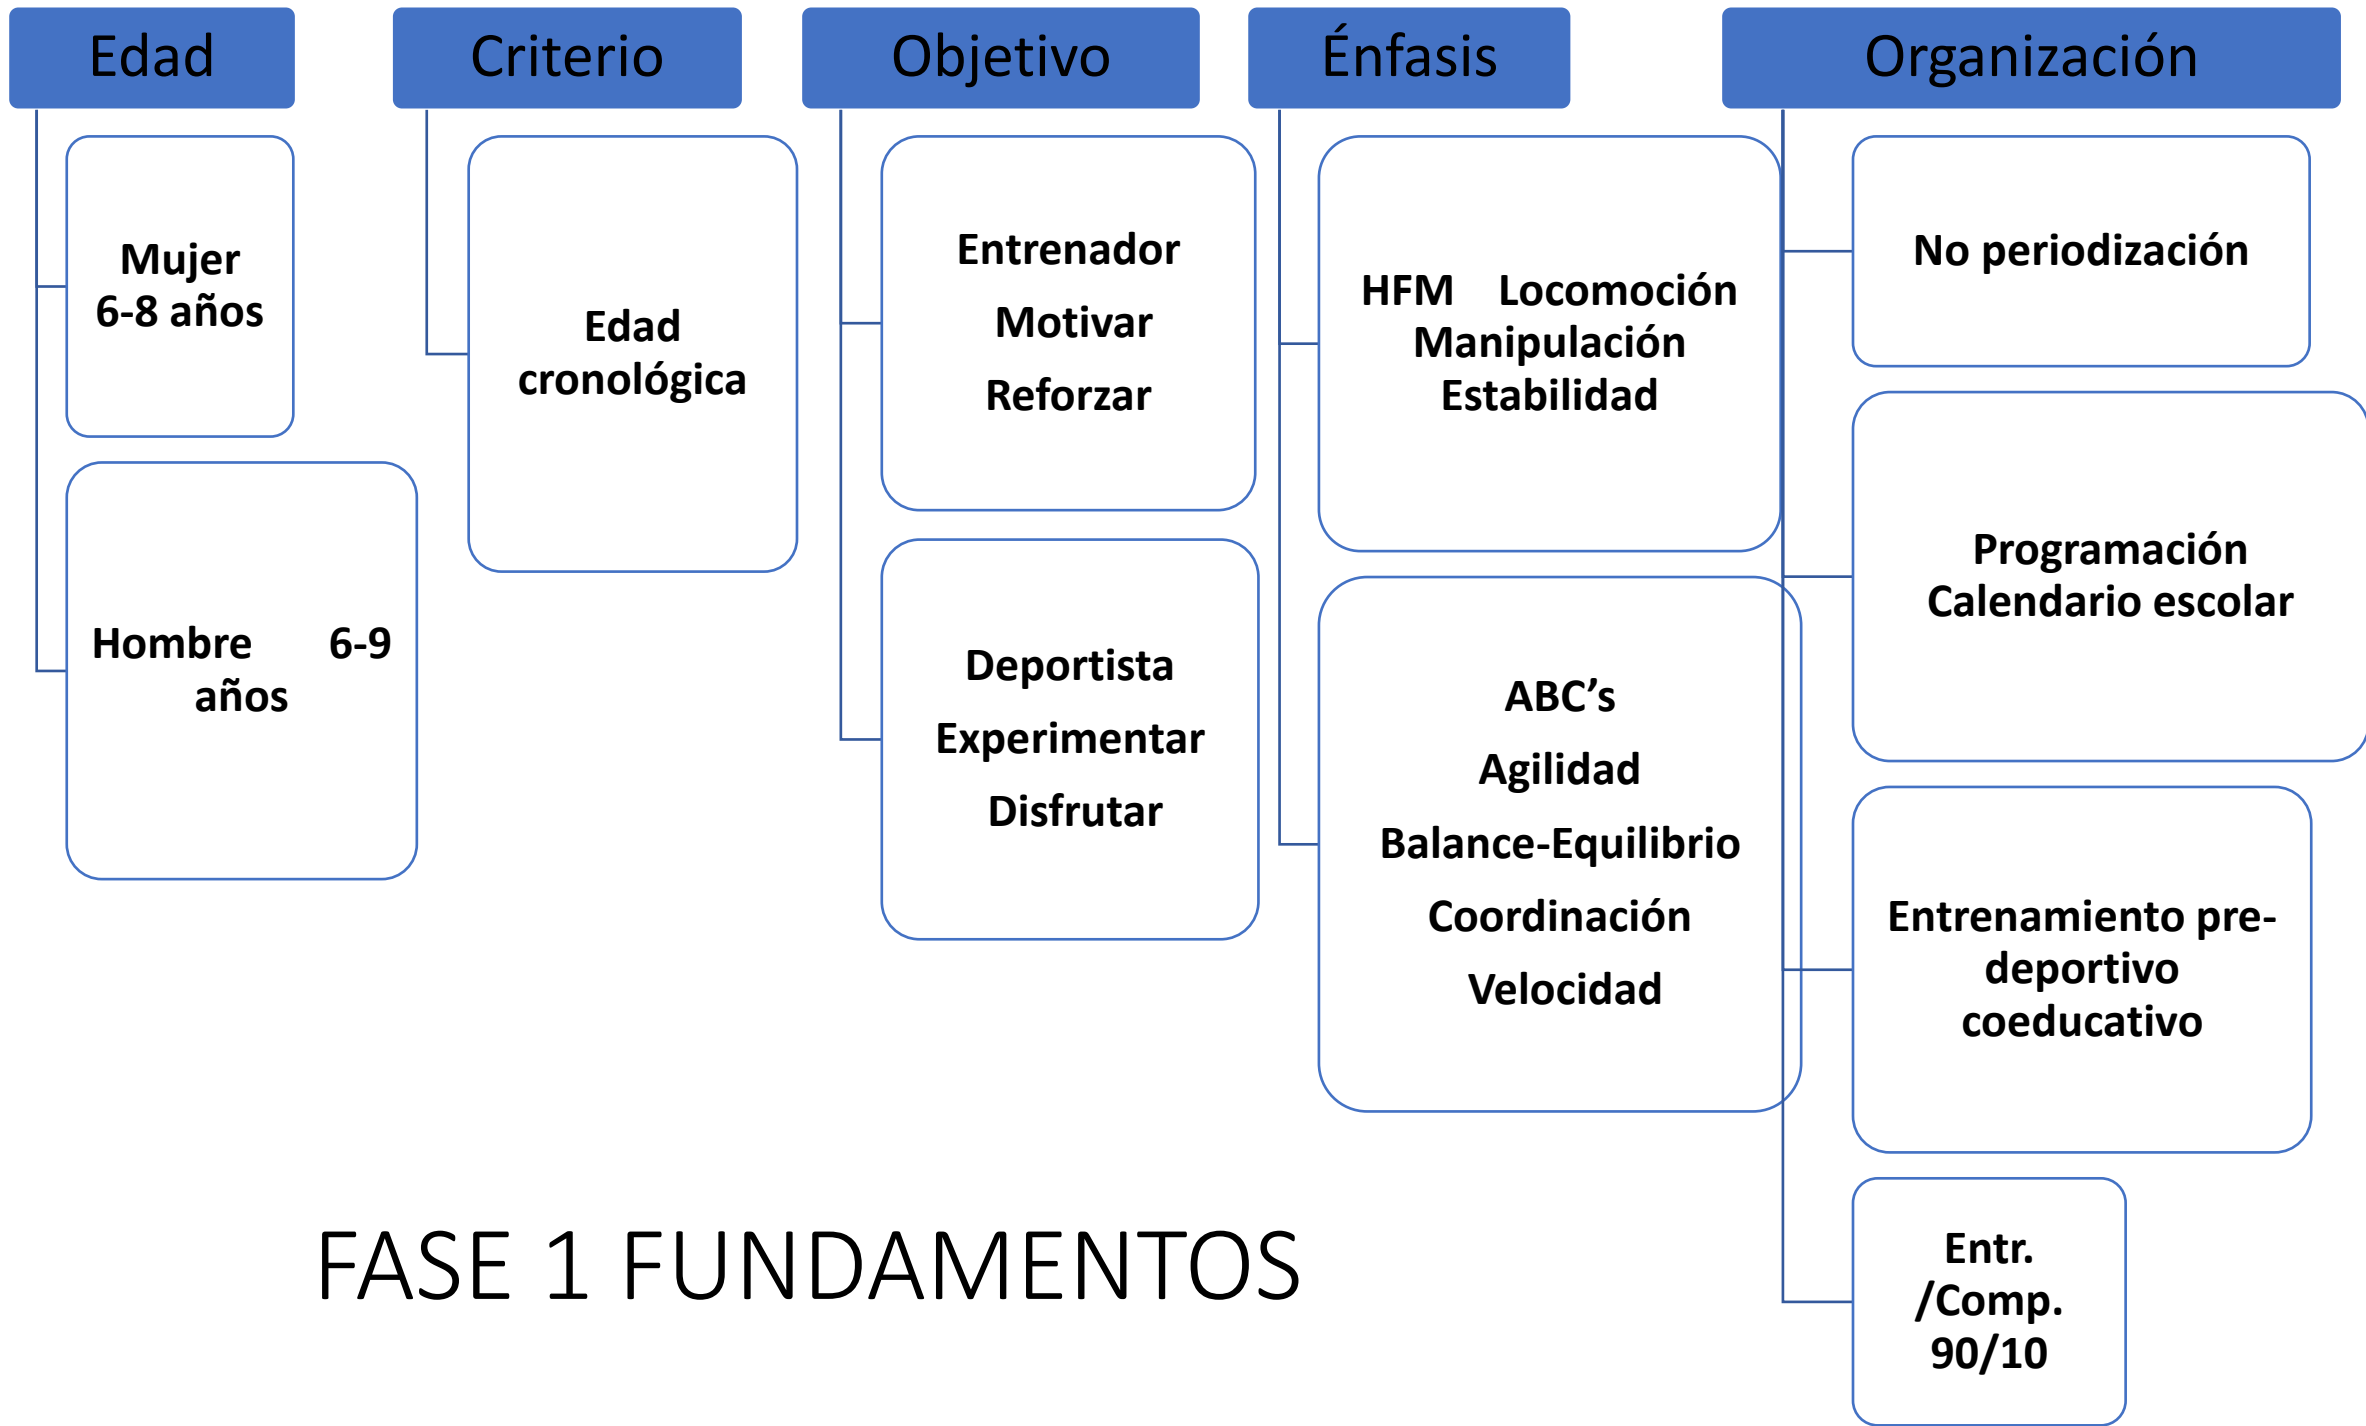 Edad
Mujer
6-8 años
Hombre 6-9
años
Criterio
Edad
cronológica
Objetivo
Entrenador
Motivar
Reforzar
Deportista
Experimentar
Disfrutar
Énfasis
HFM Locomoción
Manipulación
Estabilidad
ABC’s
Agilidad
Balance-Equilibrio
Coordinación
Velocidad
Organización
No periodización
Programación
Calendario escolar
Entrenamiento pre-
deportivo
coeducativo
Entr.
/Comp.
90/10
FASE 1 FUNDAMENTOS